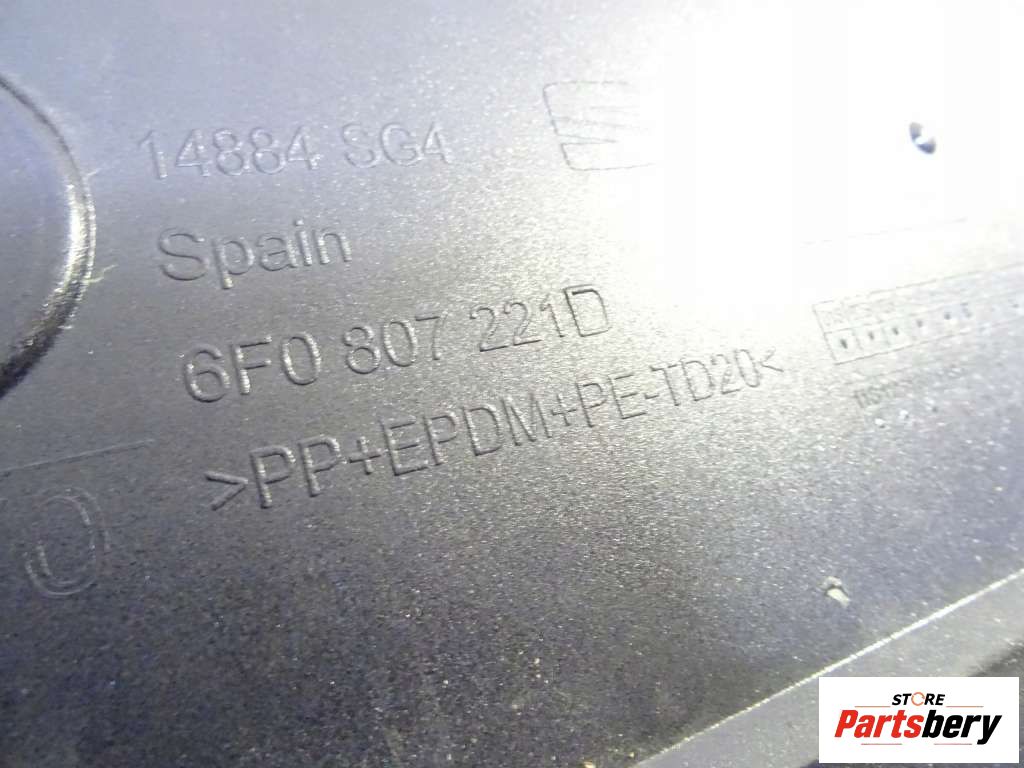 14884 SG4
Spain
6F0 807 221D
>PP+EPDM+PE-TD20<
STORE
Partsbery